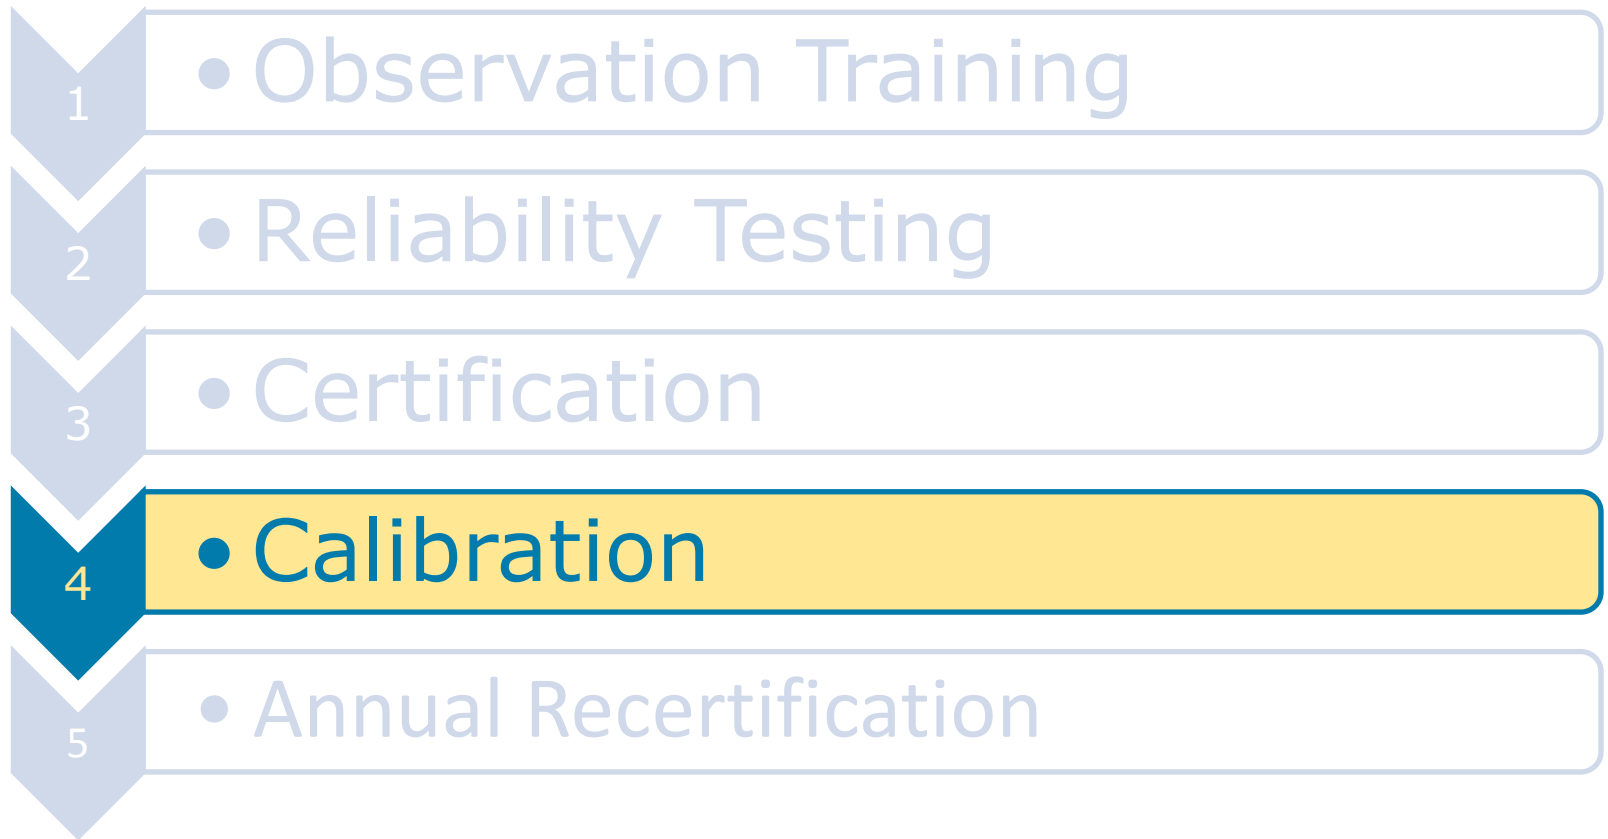 1
• Observation Training
2
• Reliability Testing
3
• Certification
4
• Calibration
5
• Annual Recertification